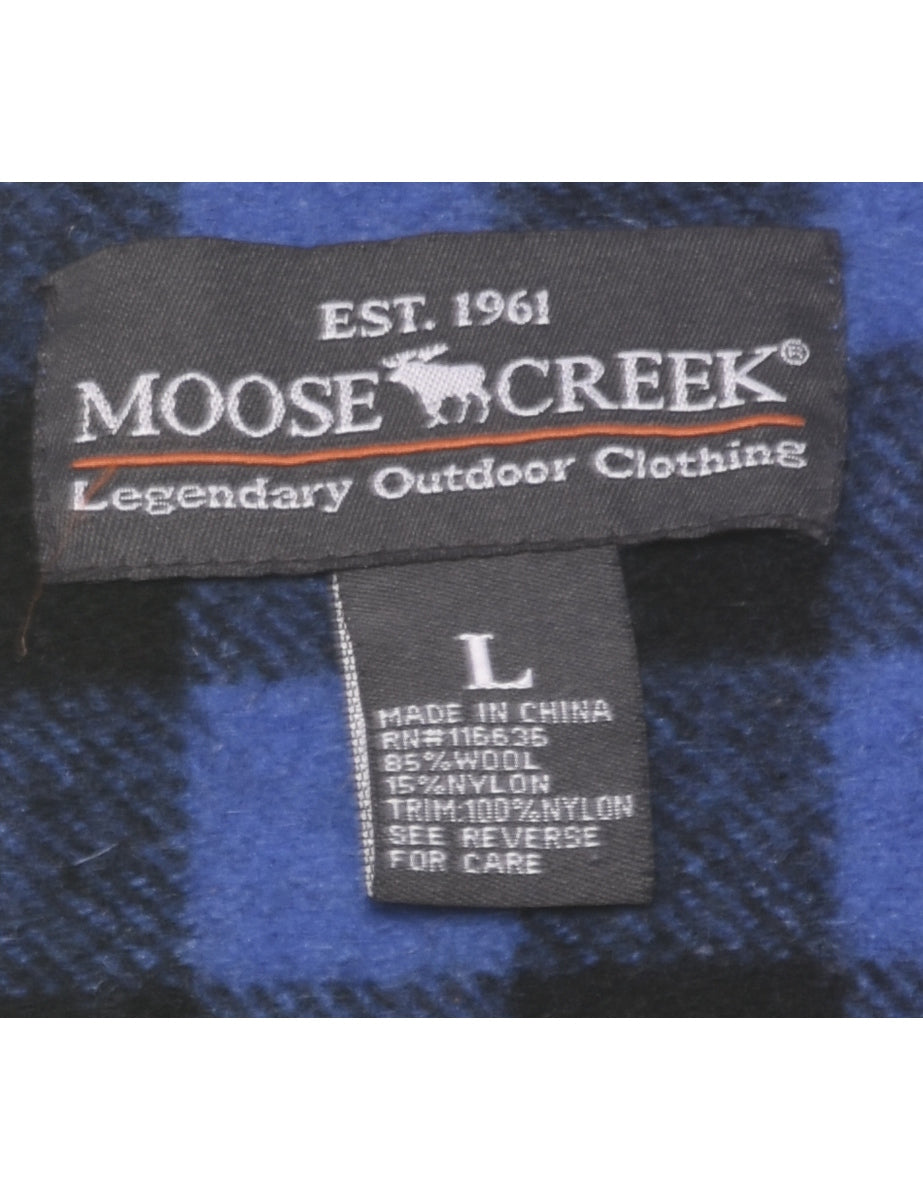 EST. 1961
MOOSE CREEK®
Legendary Outdoor Clothing
L
MADE IN CHINA
RN#116636
85%WOOL
15%NYLON
TRIM:100%NYLON
SEE REVERSE
FOR CARE